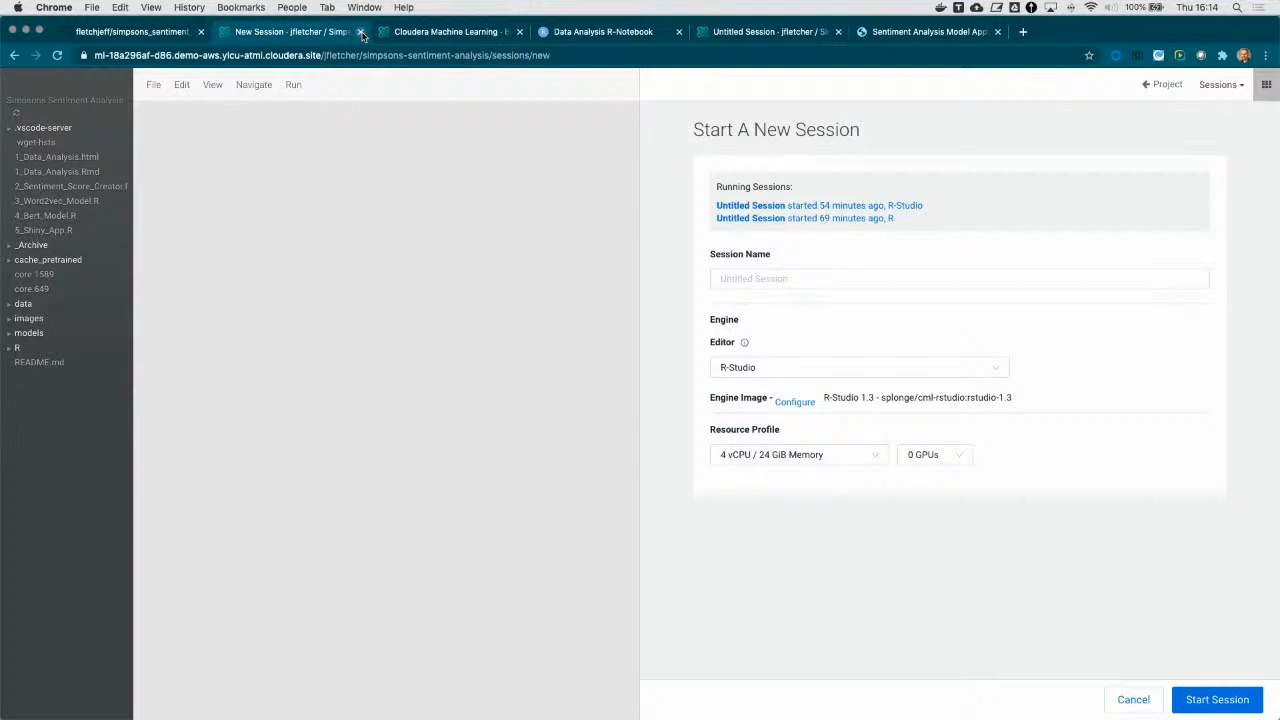 Chrome File Edit View History Bookmarks People Tab Window Help 100% Thu 16:14
fletchjeff/simpsons_sentiment New Session - jfletcher / Simps Cloudera Machine Learning - E Data Analysis R-Notebook Untitled Session - jfletcher / Si Sentiment Analysis Model App
ml-18a296af-d86.demo-aws.ylcu-atmi.cloudera.site/jfletcher/simpsons-sentiment-analysis/sessions/new
File Edit View Navigate Run
Project Sessions
Simpsons Sentiment Analysis
.vscode-server
wget-hsts
1_Data_Analysis.html
1_Data_Analysis.Rmd
2_Sentiment_Score_Creator.R
3_Word2vec_Model.R
4_Bert_Model.R
5_Shiny_App.R
_Archive
cache_pretrained
core.1589
core.649
data
images
models
R
README.md
Start A New Session
Running Sessions:
Untitled Session started 54 minutes ago, R-Studio
Untitled Session started 69 minutes ago, R
Session Name
Untitled Session
Engine
Editor
R-Studio
Engine Image - Configure R-Studio 1.3 - splonge/cml-rstudio:rstudio-1.3
Resource Profile
4 vCPU / 24 GiB Memory 0 GPUs
Cancel Start Session